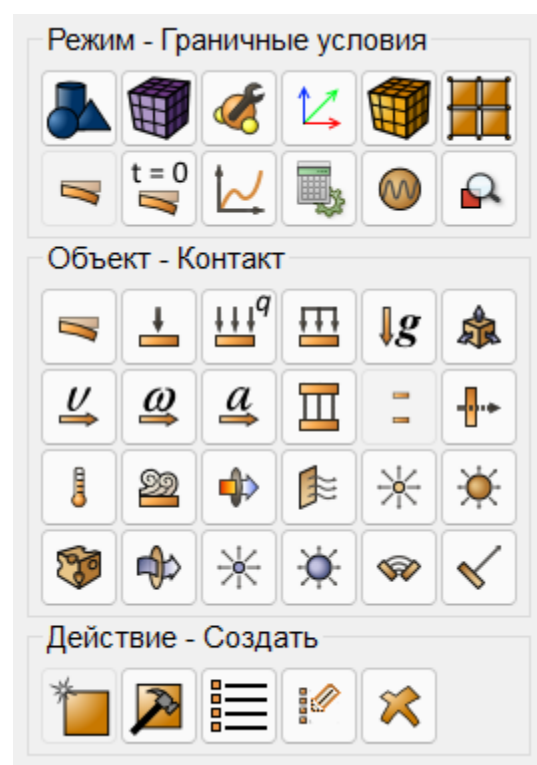 Режим - Граничные условия
t = 0
Объект - Контакт
q
g
υ ω a
Действие - Создать